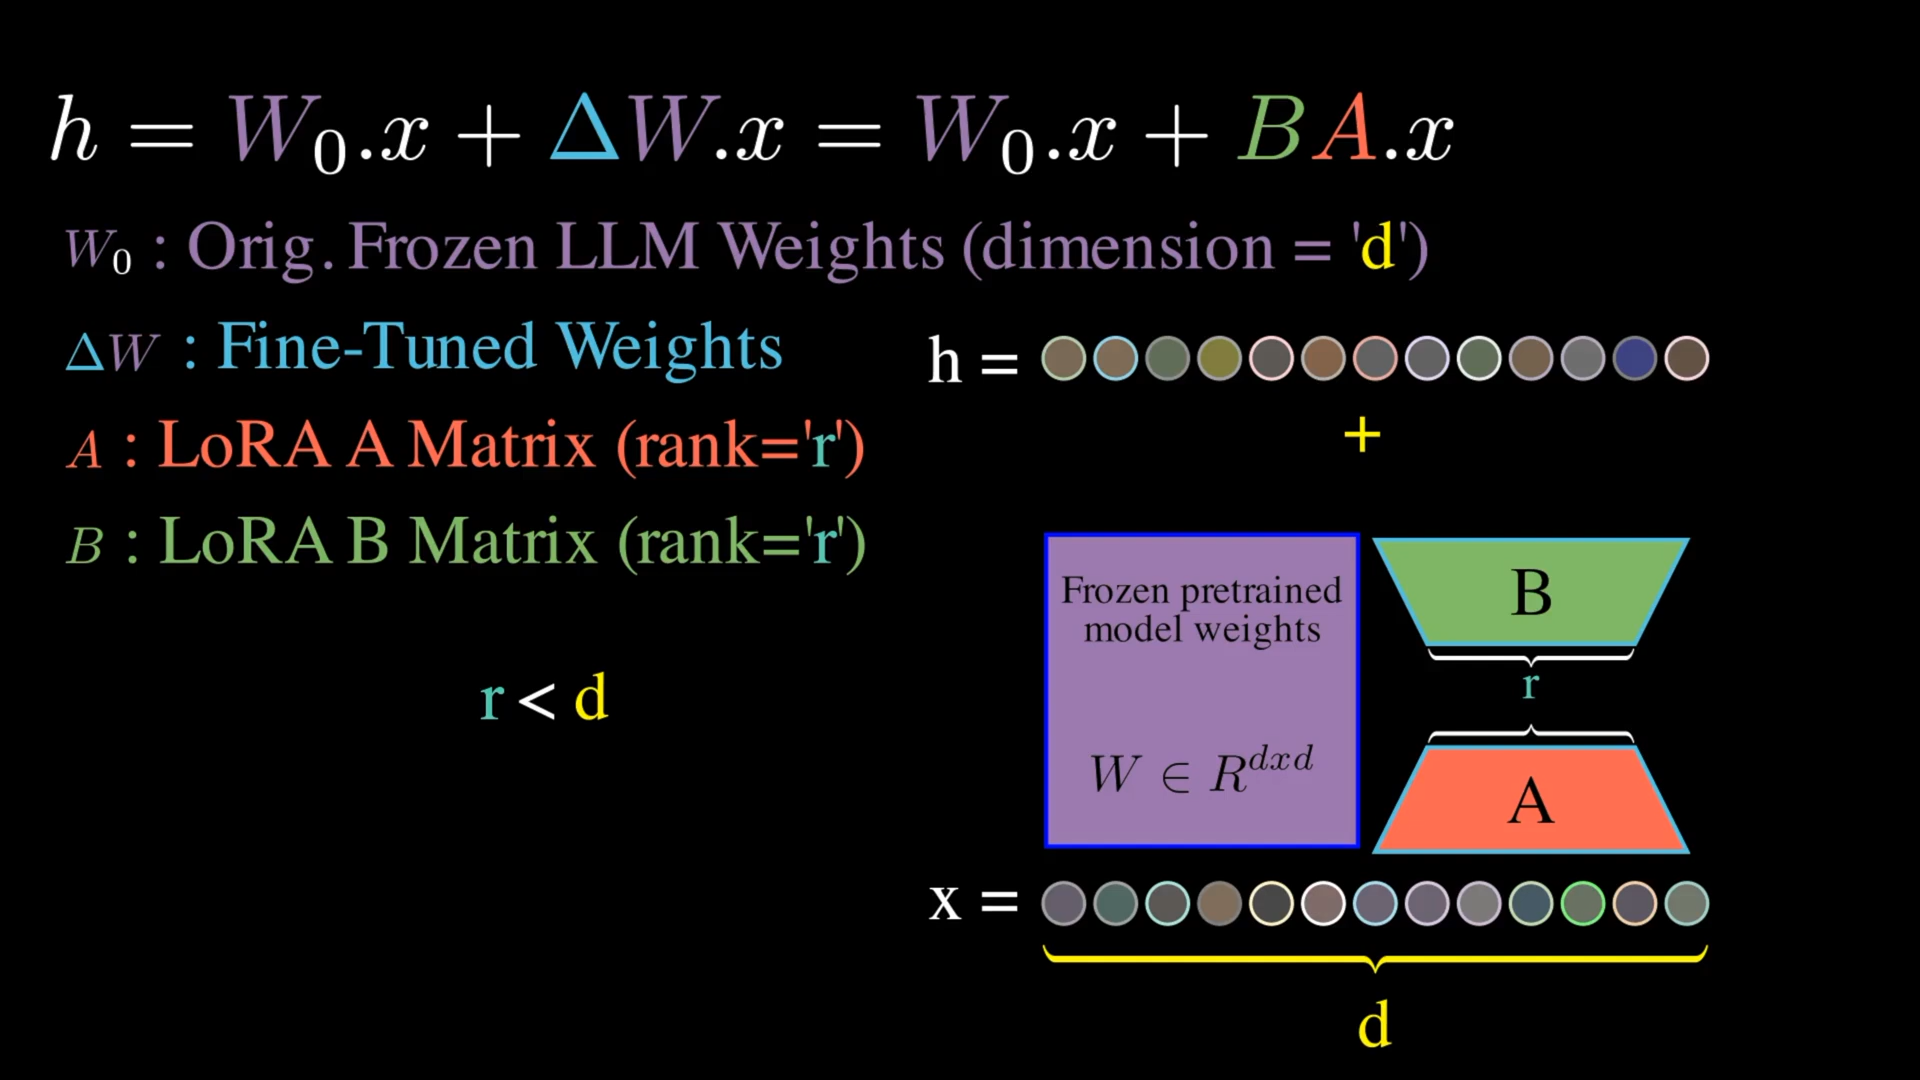 h = W₀.x + ΔW.x = W₀.x + BA.x
W₀ : Orig. Frozen LLM Weights (dimension = 'd')
ΔW : Fine-Tuned Weights
A : LoRA A Matrix (rank='r')
B : LoRA B Matrix (rank='r')
r < d
h =
+
Frozen pretrained
model weights
W ∈ R^{dxd}
B
r
A
x =
d